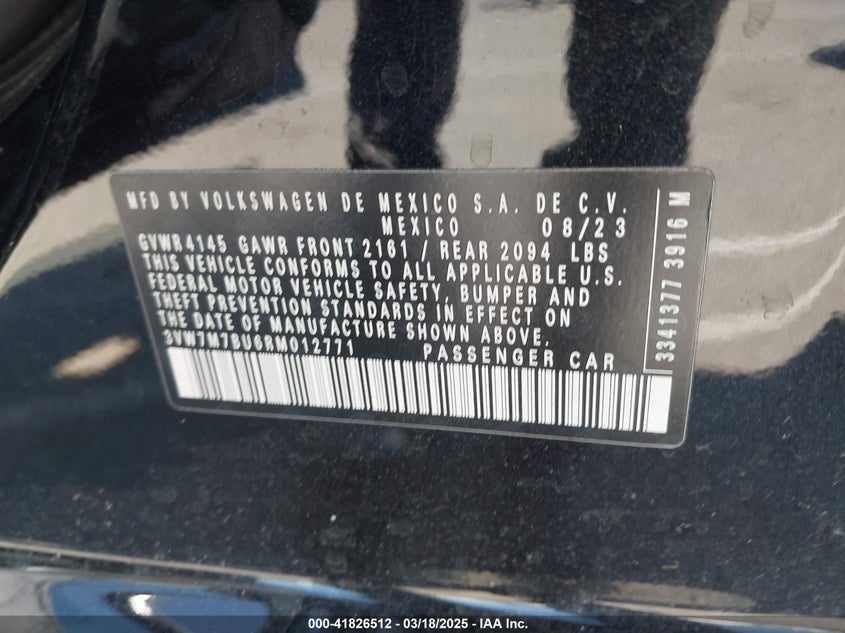 MFD BY VOLKSWAGEN DE MEXICO S.A. DE C.V.
MEXICO 08/23
GVWR4145 GAWR FRONT 2161 / REAR 2094 LBS
THIS VEHICLE CONFORMS TO ALL APPLICABLE U.S.
FEDERAL MOTOR VEHICLE SAFETY, BUMPER AND
THEFT PREVENTION STANDARDS IN EFFECT ON
THE DATE OF MANUFACTURE SHOWN ABOVE.
3VW7M7BU6RM012771 PASSENGER CAR
3341377 3916 M
000-41826512 / 03/18/2025 - IAA Inc.